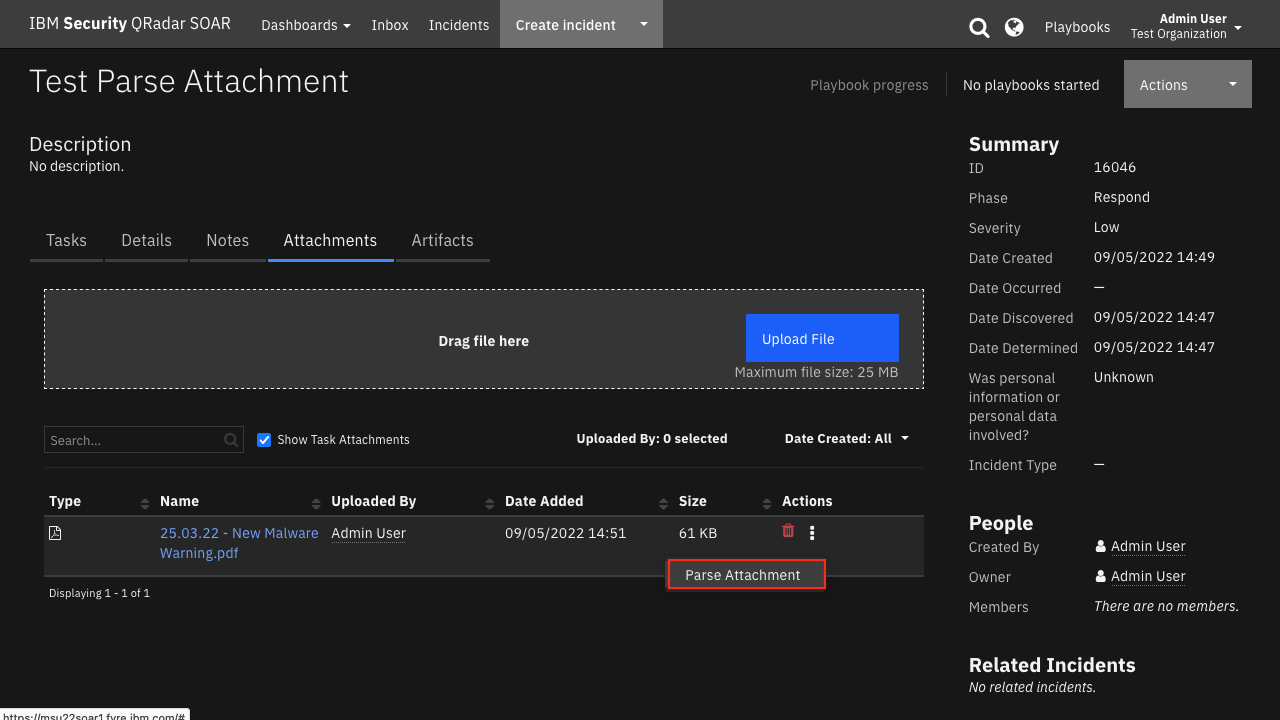 IBM Security QRadar SOAR
Dashboards
Inbox
Incidents
Create incident
Playbooks
Admin User
Test Organization
Test Parse Attachment
Playbook progress
No playbooks started
Actions
Description
No description.
Tasks
Details
Notes
Attachments
Artifacts
Drag file here
Upload File
Maximum file size: 25 MB
Search...
Show Task Attachments
Uploaded By: 0 selected
Date Created: All
Type
Name
Uploaded By
Date Added
Size
Actions
25.03.22 - New Malware
Warning.pdf
Admin User
09/05/2022 14:51
61 KB
Parse Attachment
Displaying 1 - 1 of 1
Summary
ID
16046
Phase
Respond
Severity
Low
Date Created
09/05/2022 14:49
Date Occurred
—
Date Discovered
09/05/2022 14:47
Date Determined
09/05/2022 14:47
Was personal
information or
personal data
involved?
Unknown
Incident Type
—
People
Created By
Admin User
Owner
Admin User
Members
There are no members.
Related Incidents
No related incidents.
https://msu22soar1.fyre.ibm.com/#